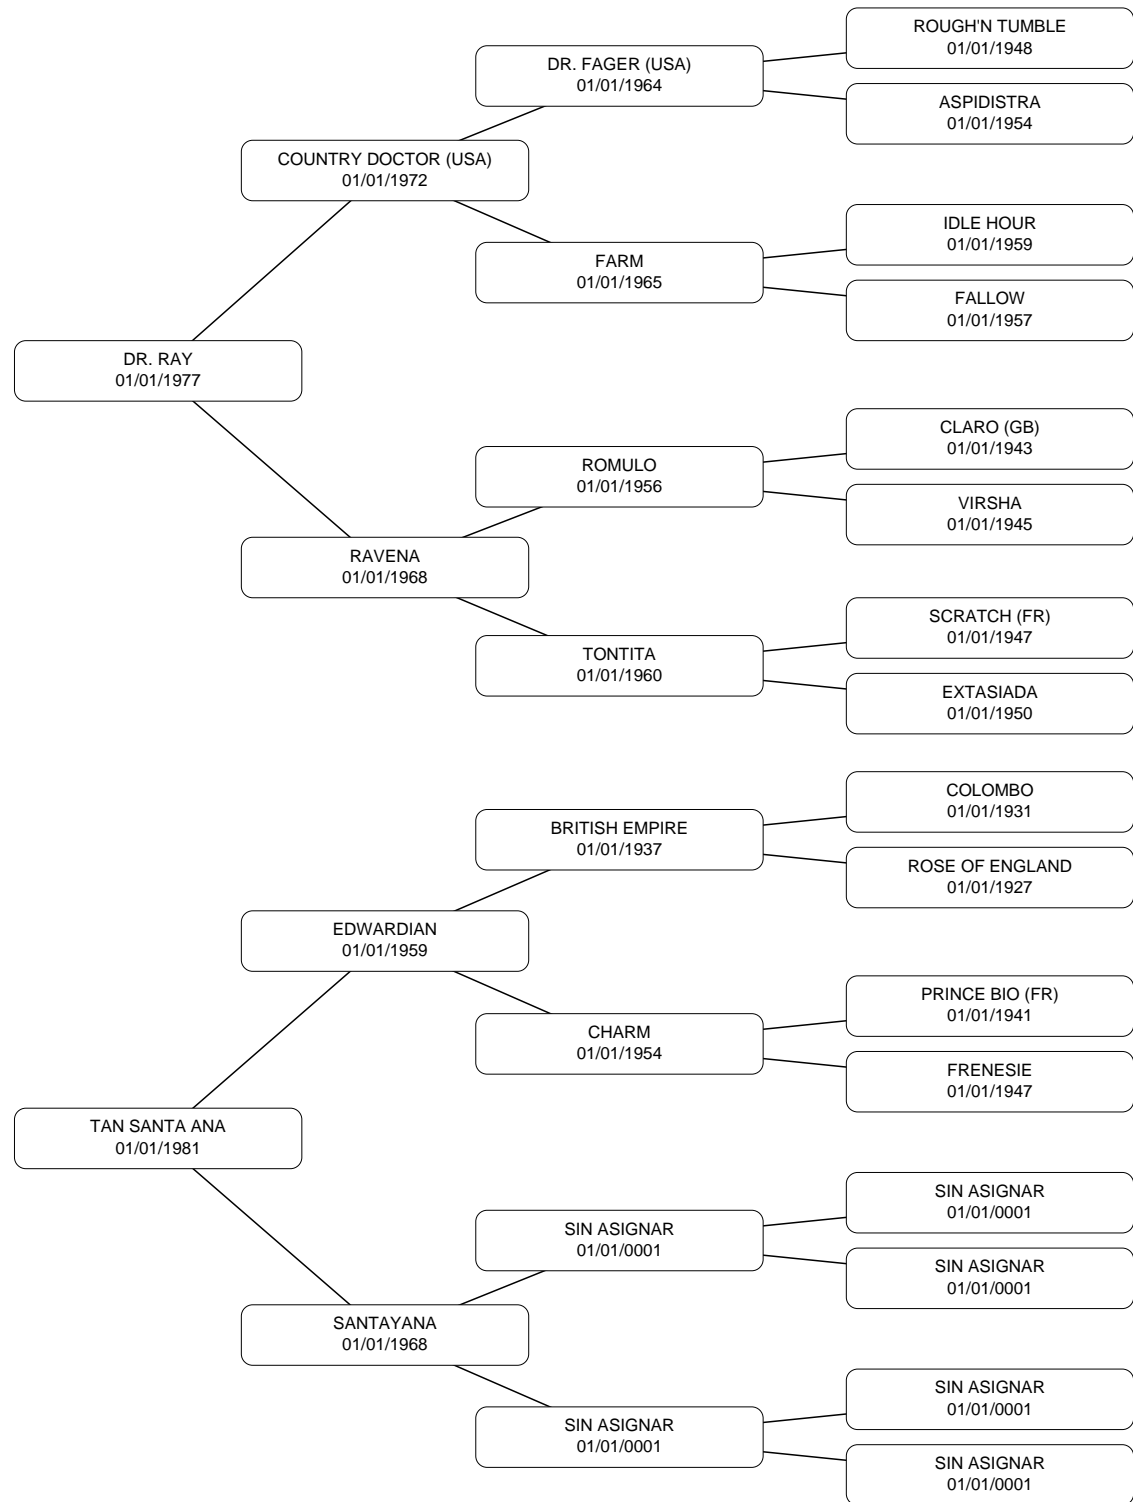 ROUGH'N TUMBLE
01/01/1948
DR. FAGER (USA)
01/01/1964
ASPIDISTRA
01/01/1954
COUNTRY DOCTOR (USA)
01/01/1972
IDLE HOUR
01/01/1959
FARM
01/01/1965
FALLOW
01/01/1957
DR. RAY
01/01/1977
CLARO (GB)
01/01/1943
ROMULO
01/01/1956
VIRSHA
01/01/1945
RAVENA
01/01/1968
SCRATCH (FR)
01/01/1947
TONTITA
01/01/1960
EXTASIADA
01/01/1950
COLOMBO
01/01/1931
BRITISH EMPIRE
01/01/1937
ROSE OF ENGLAND
01/01/1927
EDWARDIAN
01/01/1959
PRINCE BIO (FR)
01/01/1941
CHARM
01/01/1954
FRENESIE
01/01/1947
TAN SANTA ANA
01/01/1981
SIN ASIGNAR
01/01/0001
SIN ASIGNAR
01/01/0001
SIN ASIGNAR
01/01/0001
SANTAYANA
01/01/1968
SIN ASIGNAR
01/01/0001
SIN ASIGNAR
01/01/0001
SIN ASIGNAR
01/01/0001